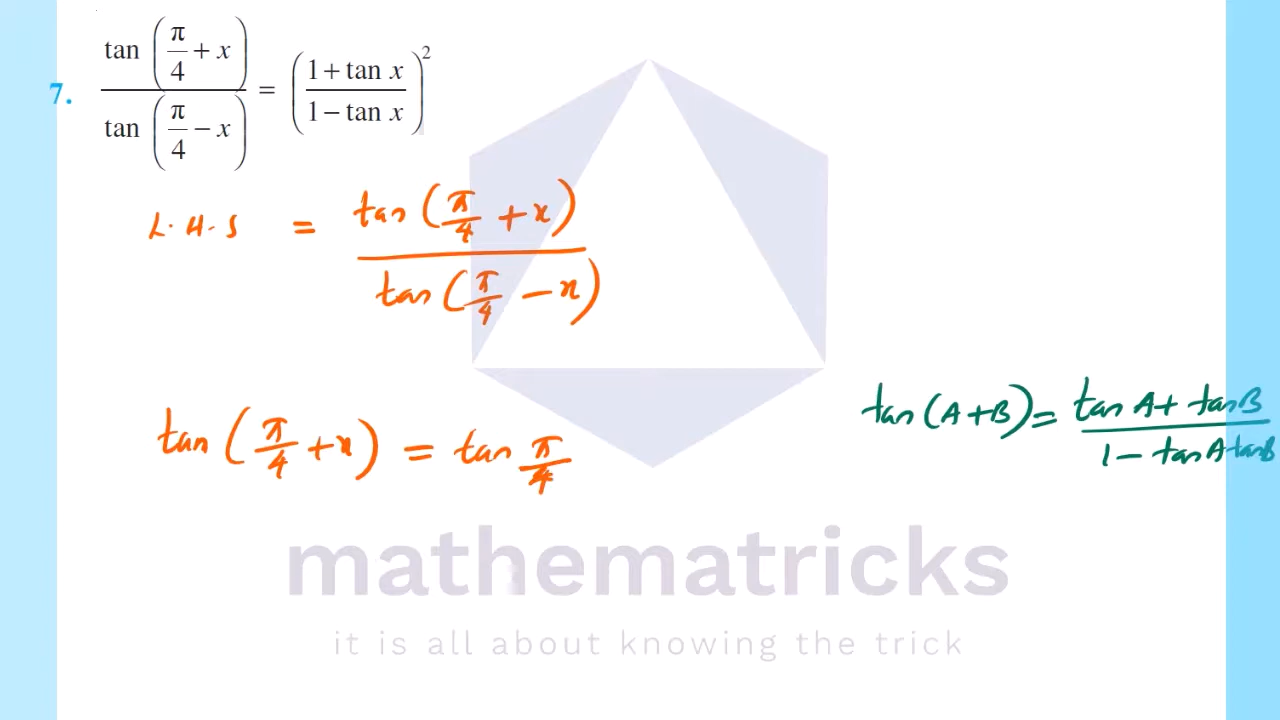 7. tan (π/4 + x) / tan (π/4 − x) = ((1 + tan x) / (1 − tan x))²
L.H.S = tan (π/4 + x) / tan (π/4 − x)
tan (π/4 + x) = tan π/4
tan (A+B) = (tan A + tan B) / (1 − tan A tan B)
mathematricks
it is all about knowing the trick